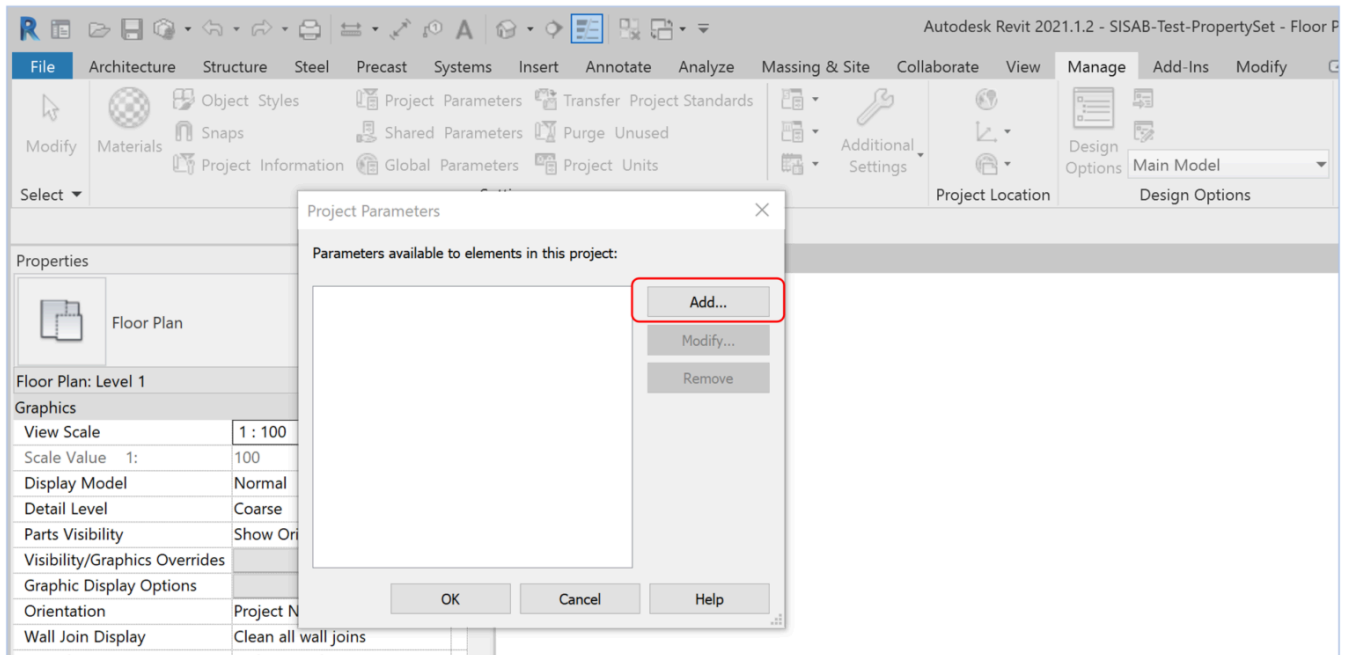 Autodesk Revit 2021.1.2 - SISAB-Test-PropertySet - Floor P
File Architecture Structure Steel Precast Systems Insert Annotate Analyze Massing & Site Collaborate View Manage Add-Ins Modify
Object Styles Project Parameters Transfer Project Standards
Modify Materials Snaps Shared Parameters Purge Unused Additional Settings Design Options
Project Information Global Parameters Project Units Main Model
Select Project Location Design Options
Project Parameters
Parameters available to elements in this project:
Add...
Modify...
Remove
OK Cancel Help
Properties
Floor Plan
Floor Plan: Level 1
Graphics
View Scale 1 : 100
Scale Value 1: 100
Display Model Normal
Detail Level Coarse
Parts Visibility Show Ori
Visibility/Graphics Overrides
Graphic Display Options
Orientation Project N
Wall Join Display Clean all wall joins